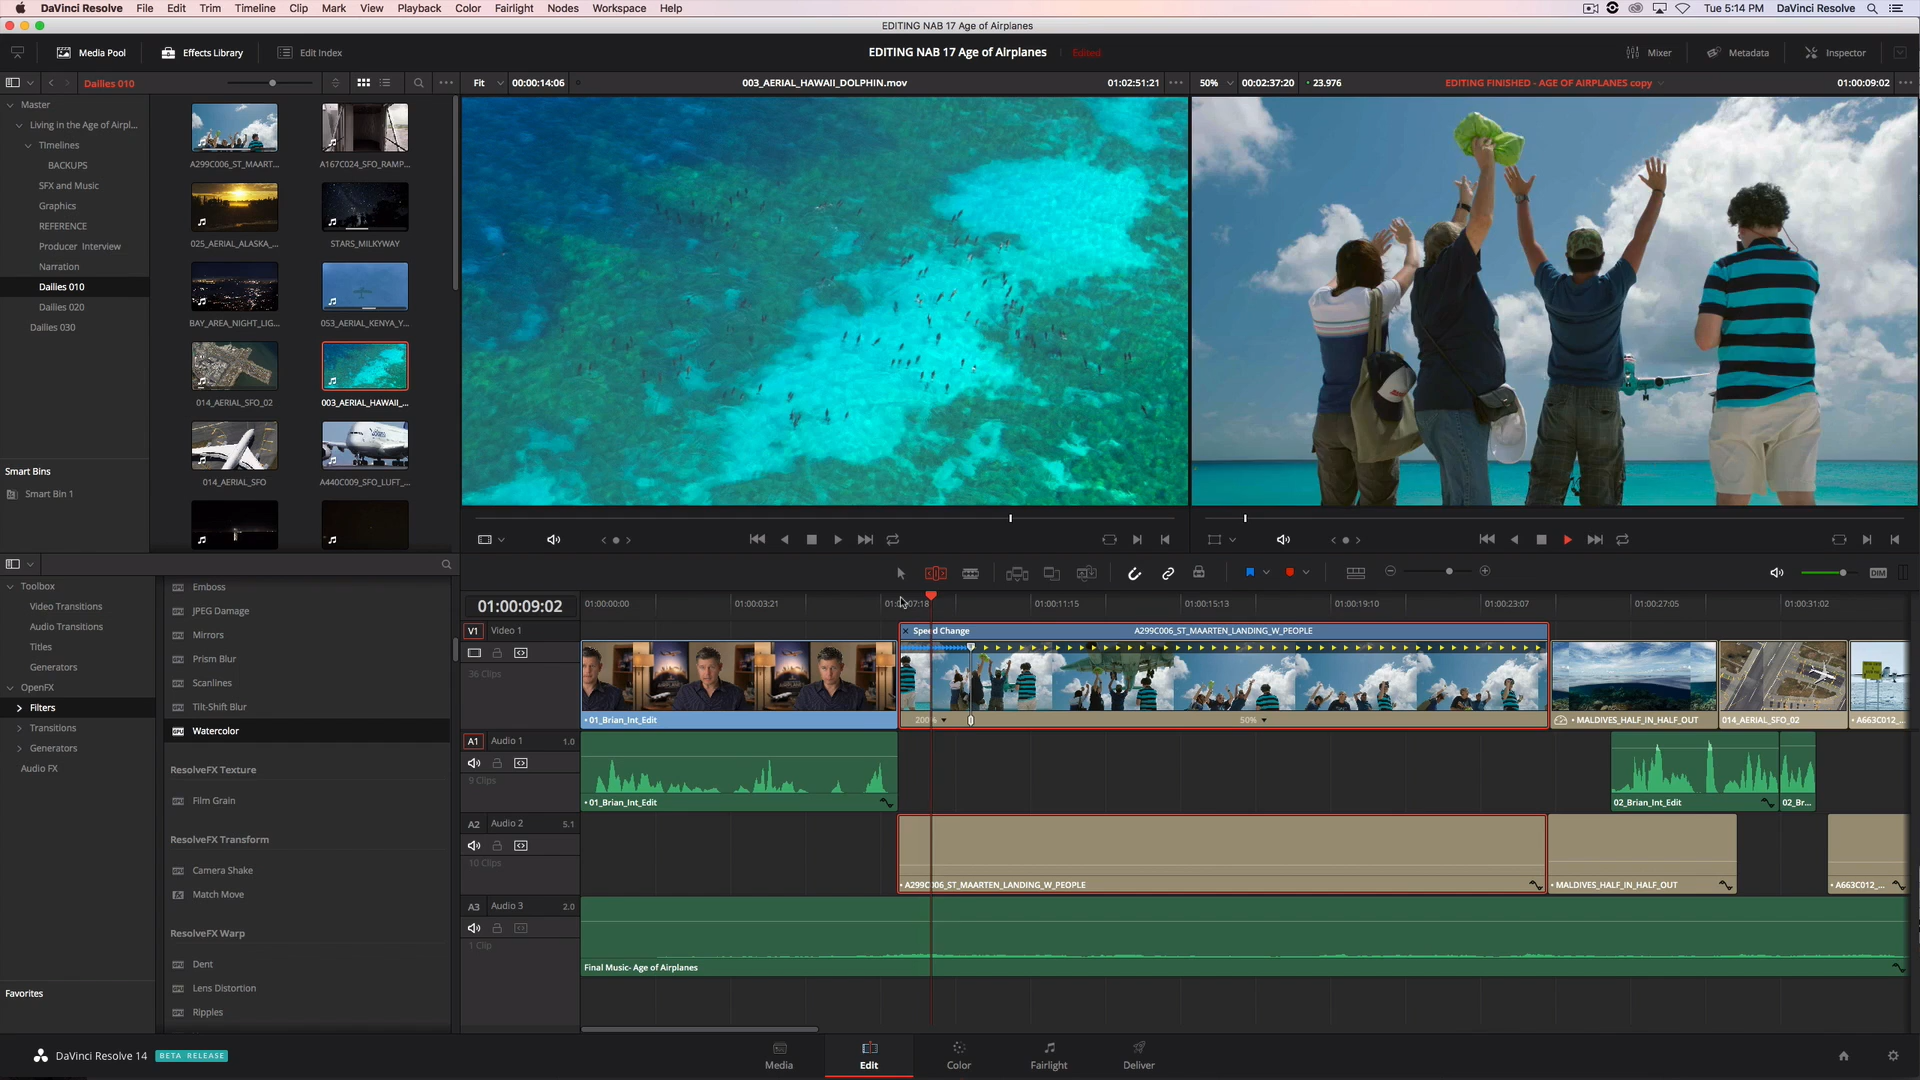 DaVinci Resolve File Edit Trim Timeline Clip Mark View Playback Color Fairlight Nodes Workspace Help
Tue 5:14 PM DaVinci Resolve
EDITING NAB 17 Age of Airplanes
Media Pool Effects Library Edit Index
EDITING NAB 17 Age of Airplanes Edited
Mixer Metadata Inspector
Dailies 010
Fit 00:00:14:06 003_AERIAL_HAWAII_DOLPHIN.mov 01:02:51:21
50% 00:02:37:20 23.976 EDITING FINISHED - AGE OF AIRPLANES copy 01:00:09:02
Master
Living in the Age of Airpl...
TImelines
BACKUPS
SFX and Music
Graphics
REFERENCE
Producer Interview
Narration
Dailies 010
Dailies 020
Dailies 030
Smart Bins
Smart Bin 1
A299C006_ST_MAART... A167C024_SFO_RAMP...
025_AERIAL_ALASKA_... STARS_MILKYWAY
BAY_AREA_NIGHT_LIG... 053_AERIAL_KENYA_Y...
014_AERIAL_SFO_02 003_AERIAL_HAWAII_...
014_AERIAL_SFO A440C009_SFO_LUFT_...
Toolbox
Video Transitions
Audio Transitions
Titles
Generators
OpenFX
Filters
Transitions
Generators
Audio FX
Favorites
Emboss
JPEG Damage
Mirrors
Prism Blur
Scanlines
Tilt-Shift Blur
Watercolor
ResolveFX Texture
Film Grain
ResolveFX Transform
Camera Shake
Match Move
ResolveFX Warp
Dent
Lens Distortion
Ripples
DIM
01:00:09:02
01:00:00:00 01:00:03:21 01:00:11:15 01:00:15:13 01:00:19:10 01:00:23:07 01:00:27:05 01:00:31:02
V1 Video 1
36 Clips
Speed Change A299C006_ST_MAARTEN_LANDING_W_PEOPLE
01_Brian_Int_Edit
50%
MALDIVES_HALF_IN_HALF_OUT
014_AERIAL_SFO_02
A663C012_...
A1 Audio 1 1.0
9 Clips
01_Brian_Int_Edit
02_Brian_Int_Edit
02_Br...
A2 Audio 2 5.1
10 Clips
A299C006_ST_MAARTEN_LANDING_W_PEOPLE
MALDIVES_HALF_IN_HALF_OUT
A663C012_...
A3 Audio 3 2.0
1 Clip
Final Music- Age of Airplanes
DaVinci Resolve 14 BETA RELEASE
Media Edit Color Fairlight Deliver